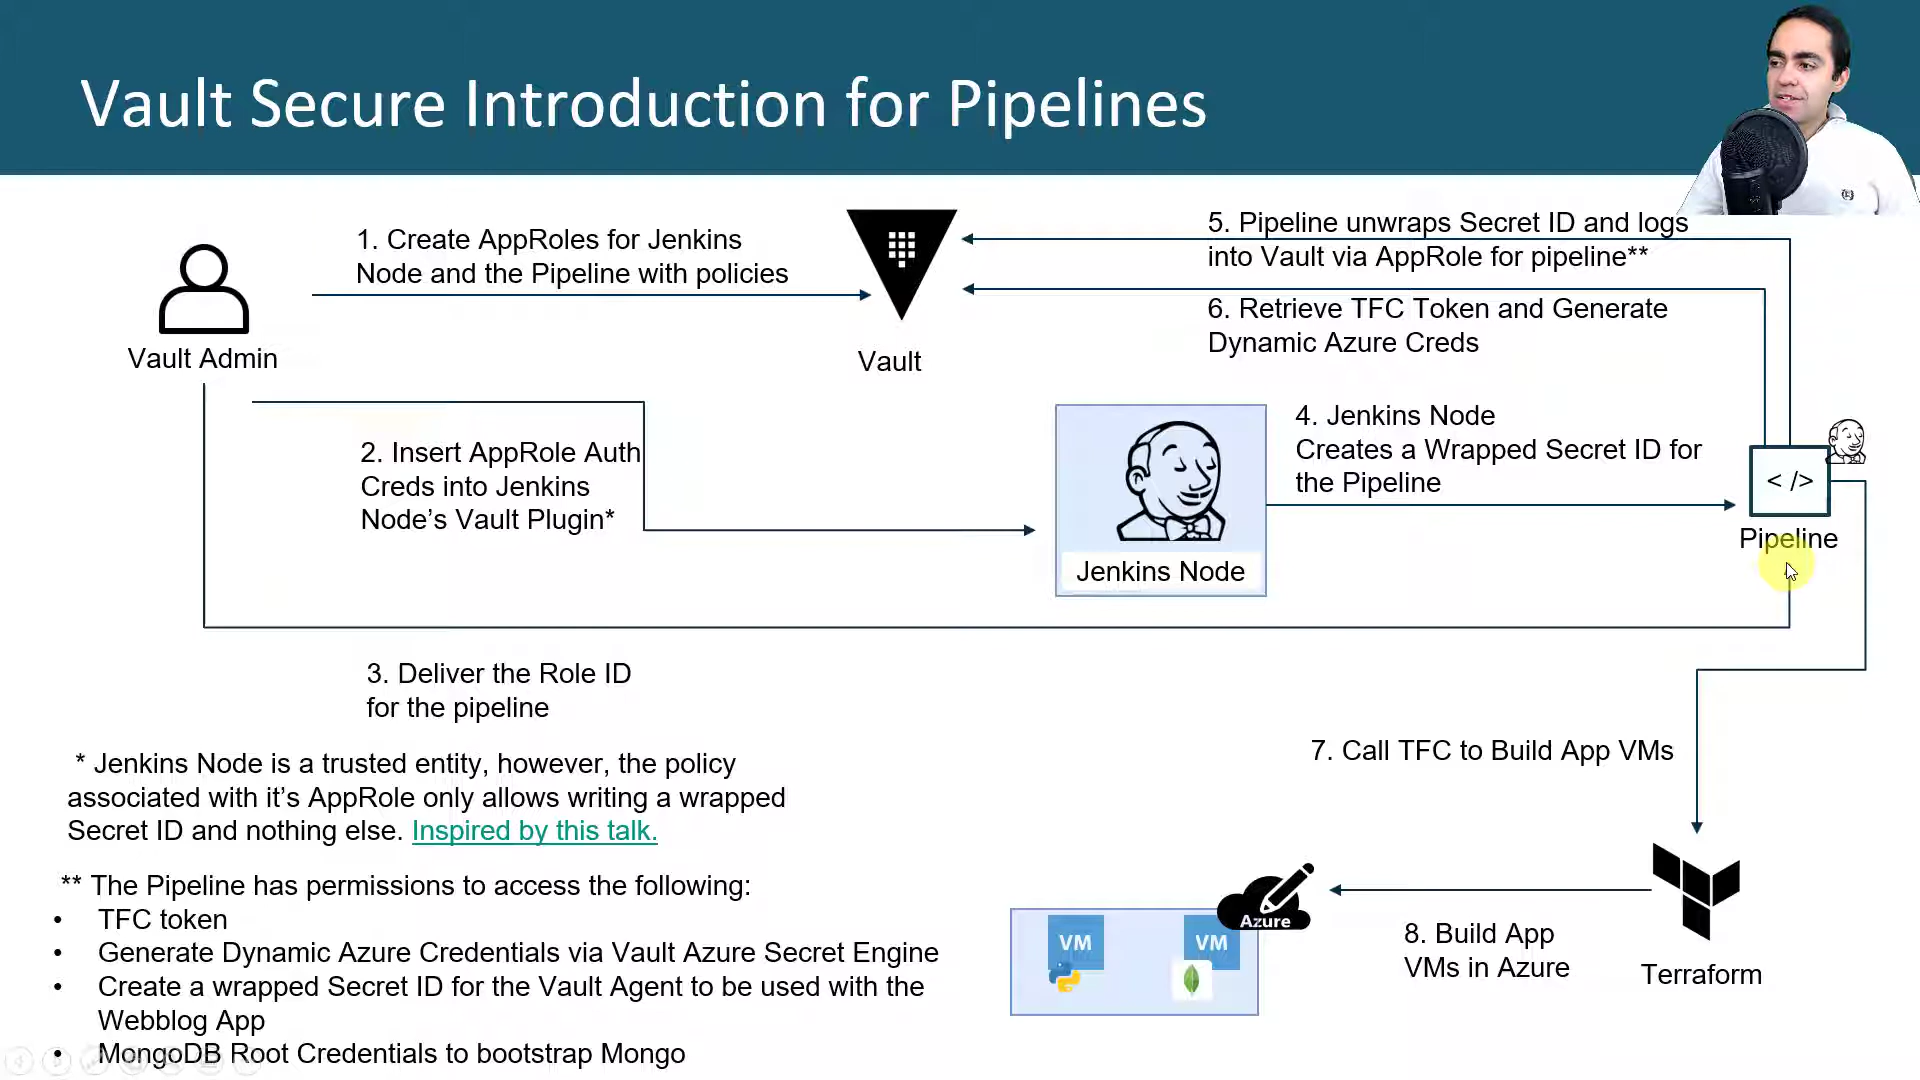 Vault Secure Introduction for Pipelines
1. Create AppRoles for Jenkins
Node and the Pipeline with policies
Vault Admin
Vault
5. Pipeline unwraps Secret ID and logs
into Vault via AppRole for pipeline**
6. Retrieve TFC Token and Generate
Dynamic Azure Creds
2. Insert AppRole Auth
Creds into Jenkins
Node's Vault Plugin*
Jenkins Node
4. Jenkins Node
Creates a Wrapped Secret ID for
the Pipeline
< />
Pipeline
3. Deliver the Role ID
for the pipeline
* Jenkins Node is a trusted entity, however, the policy
associated with it's AppRole only allows writing a wrapped
Secret ID and nothing else. Inspired by this talk.
** The Pipeline has permissions to access the following:
• TFC token
• Generate Dynamic Azure Credentials via Vault Azure Secret Engine
• Create a wrapped Secret ID for the Vault Agent to be used with the
Webblog App
• MongoDB Root Credentials to bootstrap Mongo
7. Call TFC to Build App VMs
Azure
VM
VM
8. Build App
VMs in Azure
Terraform